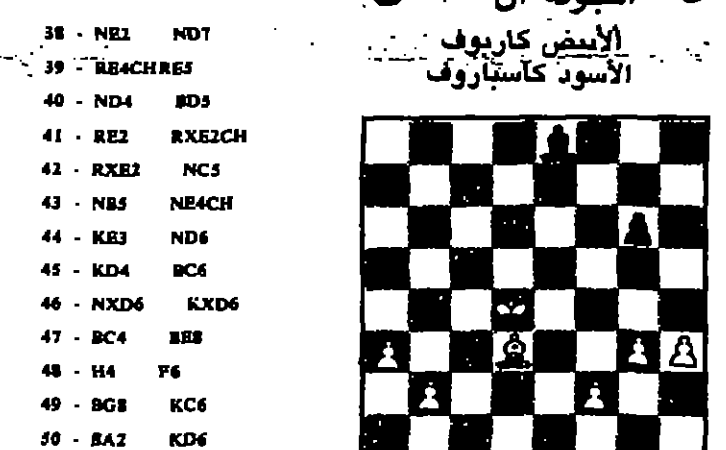 الأبيض كاربوف
الأسود كاسباروف
38 - NE1 ND7
39 - RE4CH RE5
40 - ND4 BD5
41 - RE2 RXE2CH
42 - RXE2 NC5
43 - NB5 NE4CH
44 - KE3 ND6
45 - KD4 BC6
46 - NXD6 KXD6
47 - BC4 BE8
48 - H4 F6
49 - BG8 KC6
50 - BA2 KD6